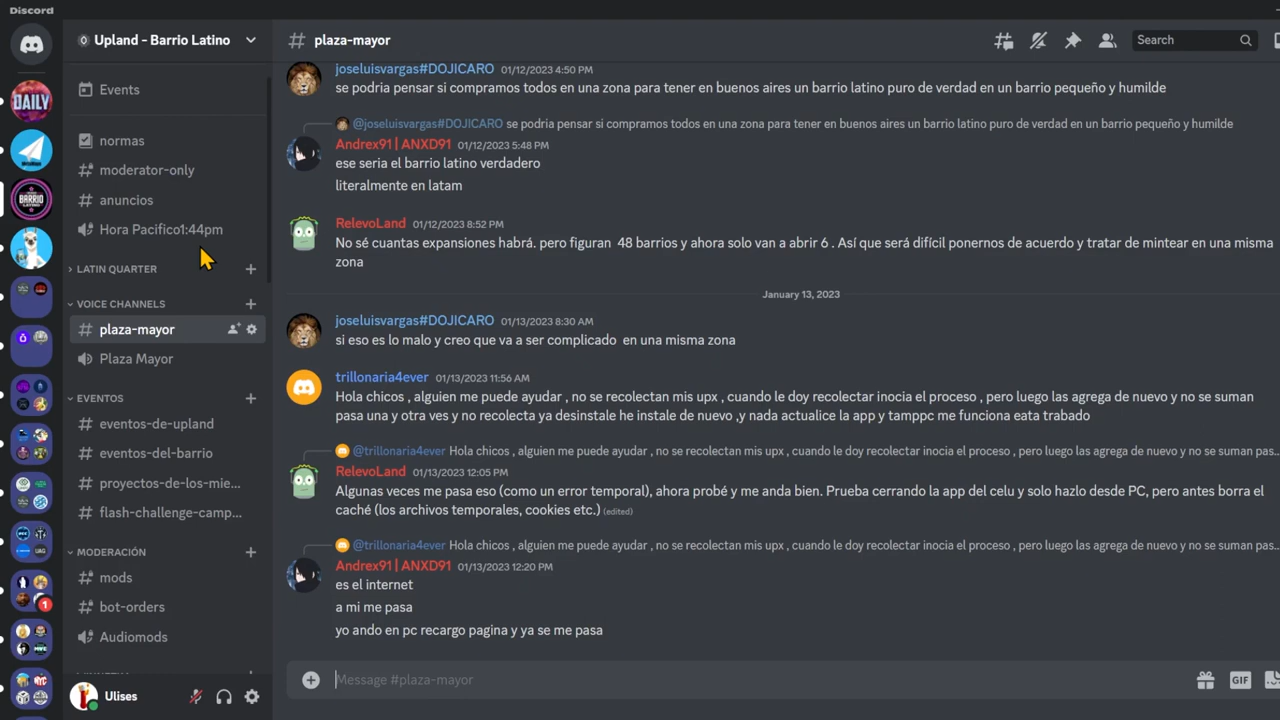 Discord
Upland - Barrio Latino
plaza-mayor
Search
Events
normas
moderator-only
anuncios
Hora Pacifico1:44pm
LATIN QUARTER
VOICE CHANNELS
plaza-mayor
Plaza Mayor
EVENTOS
eventos-de-upland
eventos-del-barrio
proyectos-de-los-mie...
flash-challenge-camp...
MODERACIÓN
mods
bot-orders
Audiomods
Ulises
DAILY
BARRIO
1
joseluisvargas#DOJICARO 01/12/2023 4:50 PM
se podria pensar si compramos todos en una zona para tener en buenos aires un barrio latino puro de verdad en un barrio pequeño y humilde
@joseluisvargas#DOJICARO se podria pensar si compramos todos en una zona para tener en buenos aires un barrio latino puro de verdad en un barrio pequeño y humilde
Andrex91 | ANXD91 01/12/2023 5:48 PM
ese seria el barrio latino verdadero
literalmente en latam
RelevoLand 01/12/2023 8:52 PM
No sé cuantas expansiones habrá. pero figuran 48 barrios y ahora solo van a abrir 6 . Así que será difícil ponernos de acuerdo y tratar de mintear en una misma
zona
January 13, 2023
joseluisvargas#DOJICARO 01/13/2023 8:30 AM
si eso es lo malo y creo que va a ser complicado en una misma zona
trillonaria4ever 01/13/2023 11:56 AM
Hola chicos , alguien me puede ayudar , no se recolectan mis upx , cuando le doy recolectar inocia el proceso , pero luego las agrega de nuevo y no se suman
pasa una y otra ves y no recolecta ya desinstale he instale de nuevo ,y nada actualice la app y tamppc me funciona eata trabado
@trillonaria4ever Hola chicos , alguien me puede ayudar , no se recolectan mis upx , cuando le doy recolectar inocia el proceso , pero luego las agrega de nuevo y no se suman pas...
RelevoLand 01/13/2023 12:05 PM
Algunas veces me pasa eso (como un error temporal), ahora probé y me anda bien. Prueba cerrando la app del celu y solo hazlo desde PC, pero antes borra el
caché (los archivos temporales, cookies etc.) (edited)
@trillonaria4ever Hola chicos , alguien me puede ayudar , no se recolectan mis upx , cuando le doy recolectar inocia el proceso , pero luego las agrega de nuevo y no se suman pas...
Andrex91 | ANXD91 01/13/2023 12:20 PM
es el internet
a mi me pasa
yo ando en pc recargo pagina y ya se me pasa
Message #plaza-mayor
GIF